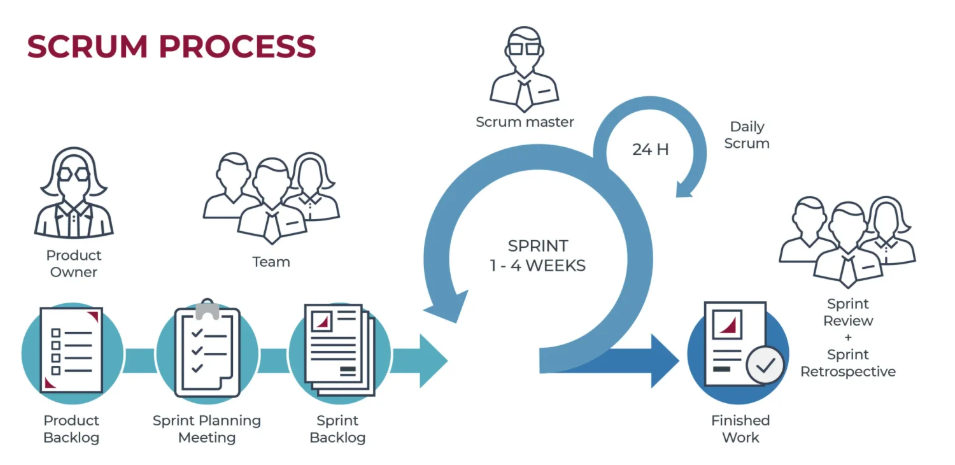 SCRUM PROCESS
Scrum master
24 H
Daily
Scrum
Product
Owner
Team
SPRINT
1 - 4 WEEKS
Sprint
Review
+
Sprint
Retrospective
Product
Backlog
Sprint Planning
Meeting
Sprint
Backlog
Finished
Work